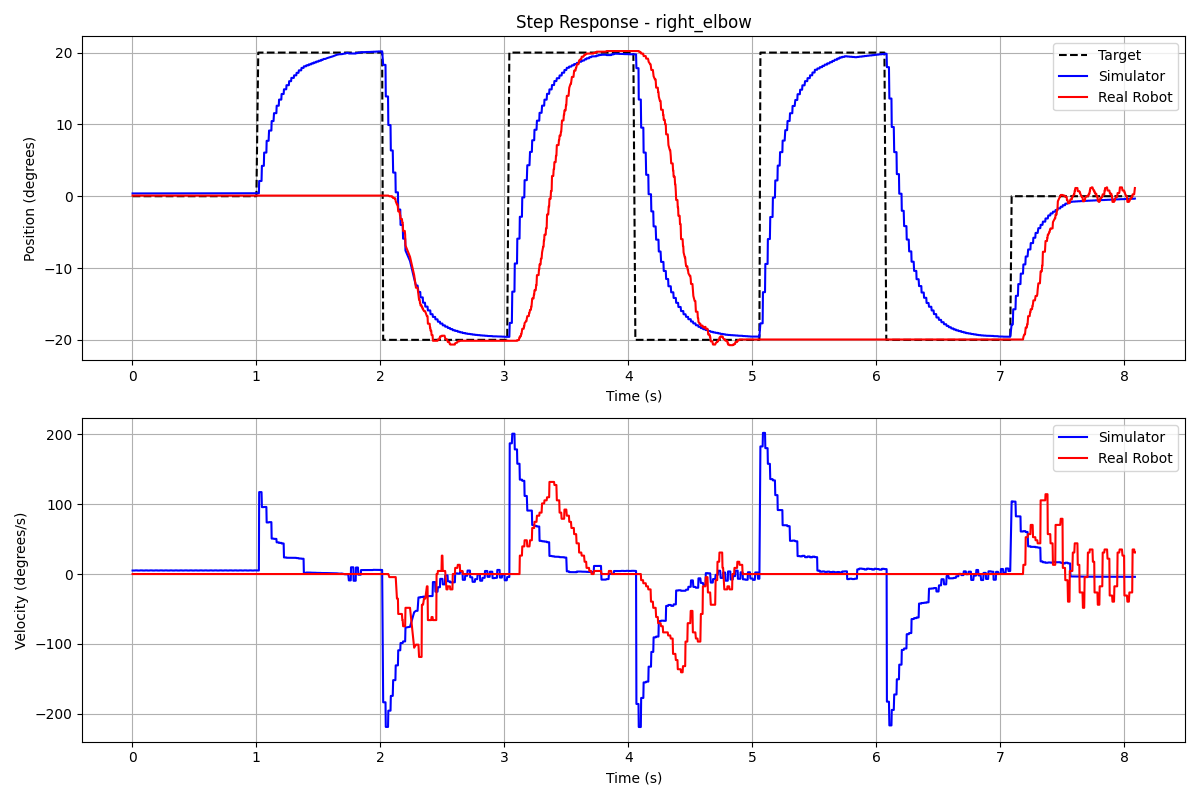 Step Response - right_elbow
Position (degrees)
20
10
0
−10
−20
Target
Simulator
Real Robot
0 1 2 3 4 5 6 7 8
Time (s)
Velocity (degrees/s)
200
100
0
−100
−200
Simulator
Real Robot
0 1 2 3 4 5 6 7 8
Time (s)